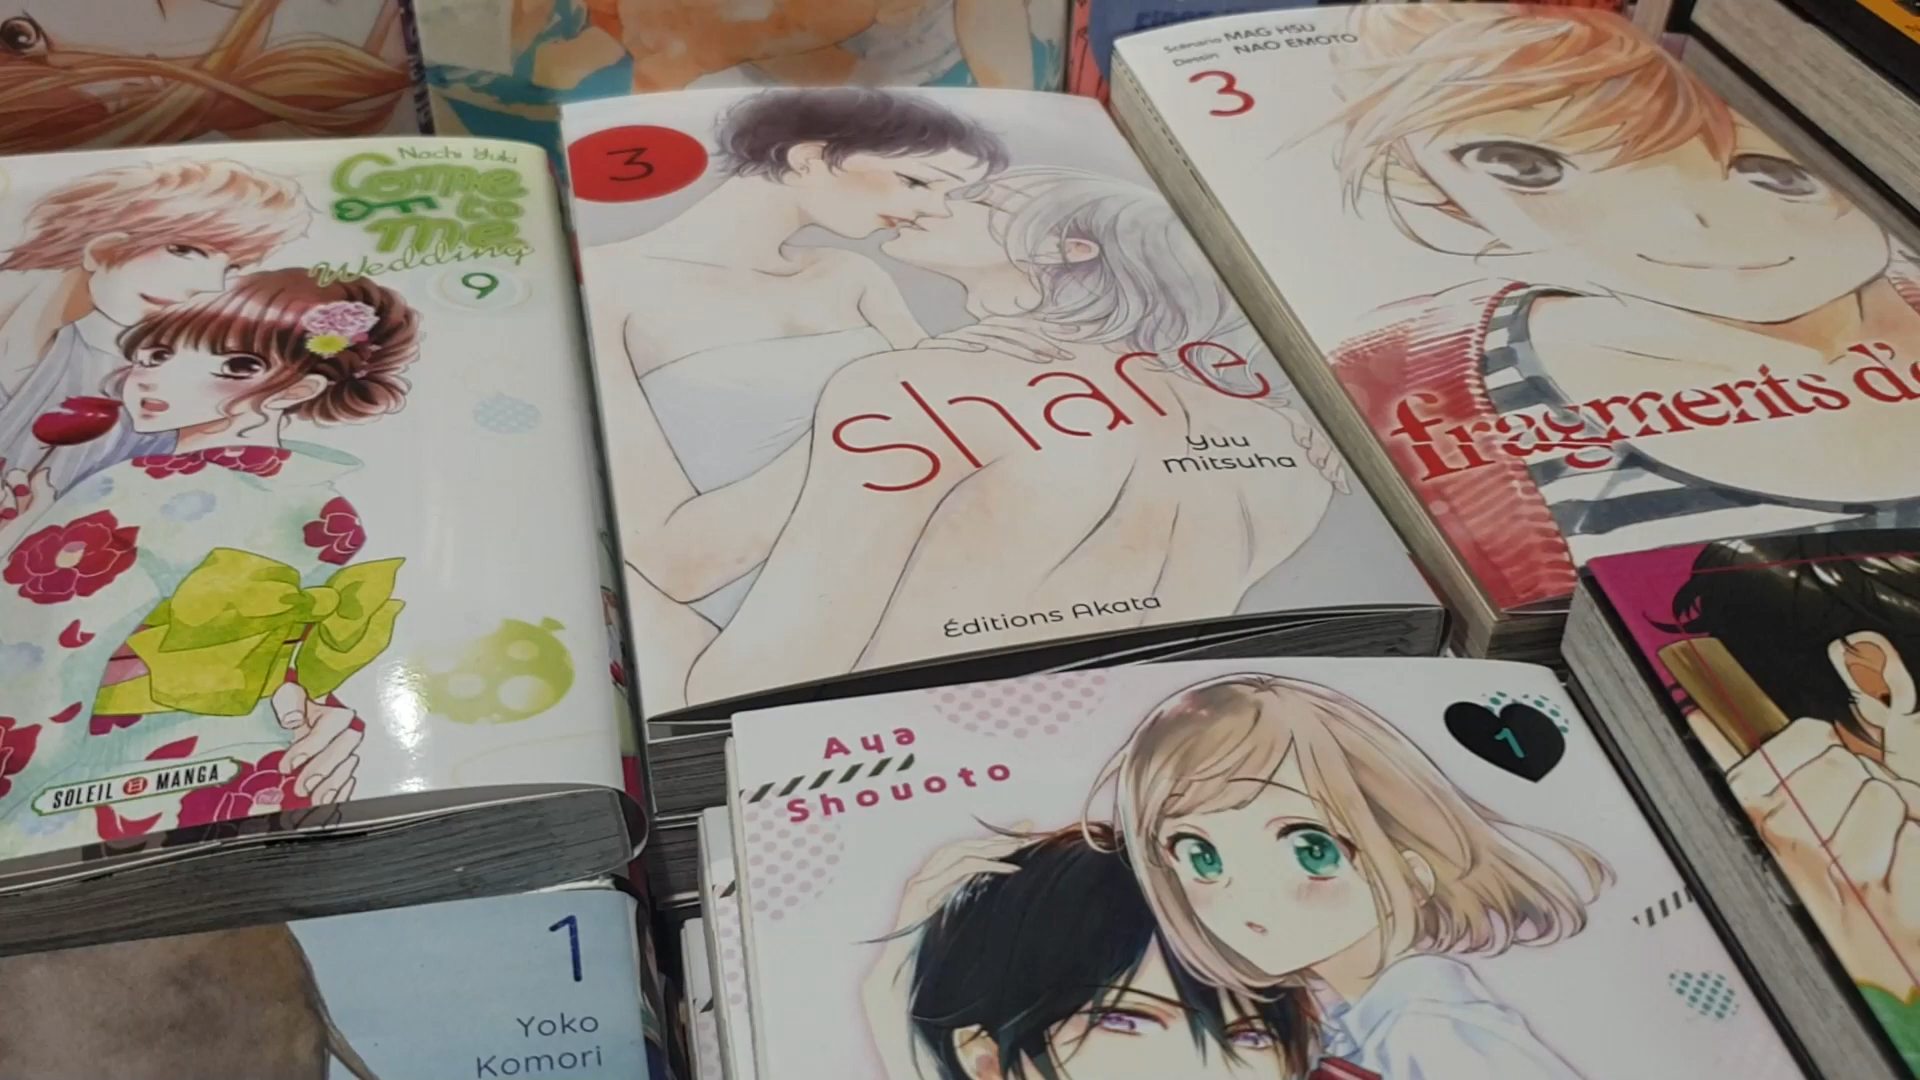 Nachi Yuki
Come
to
me
Wedding
9
SOLEIL MANGA
3
share
yuu
mitsuha
Éditions Akata
Scénario MAG HSU
Dessin NAO EMOTO
3
fragments d'e
Aya
Shouoto
1
1
Yoko
Komori